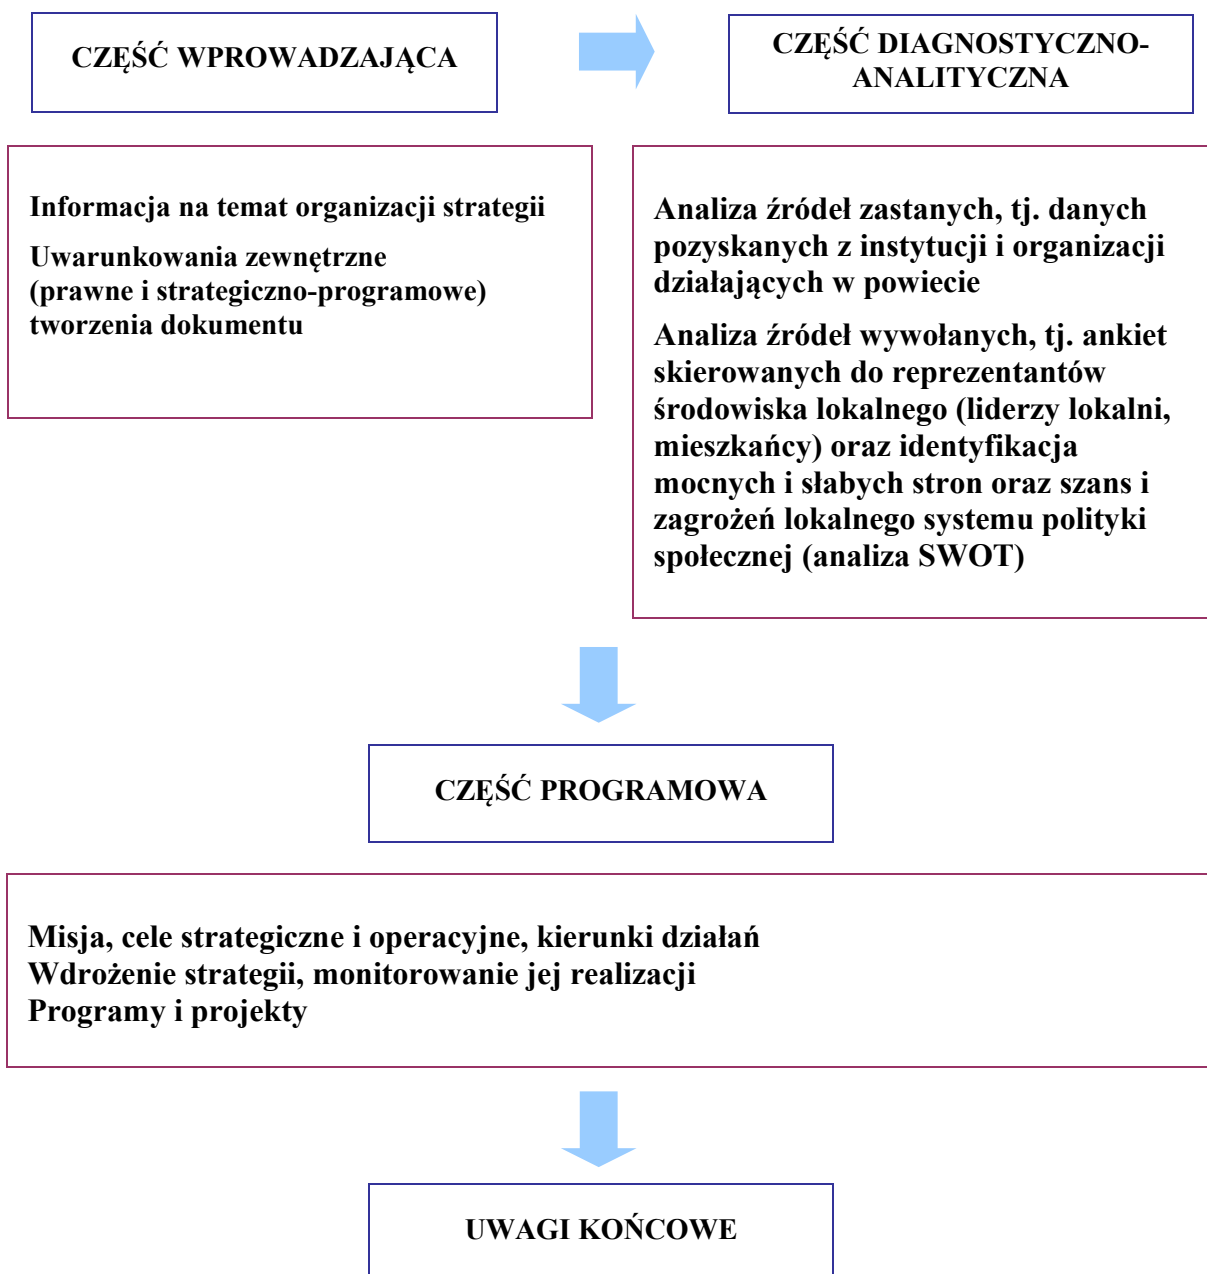 CZĘŚĆ WPROWADZAJĄCA
CZĘŚĆ DIAGNOSTYCZNO-
ANALITYCZNA
Informacja na temat organizacji strategii
Uwarunkowania zewnętrzne
(prawne i strategiczno-programowe)
tworzenia dokumentu
Analiza źródeł zastanych, tj. danych
pozyskanych z instytucji i organizacji
działających w powiecie
Analiza źródeł wywołanych, tj. ankiet
skierowanych do reprezentantów
środowiska lokalnego (liderzy lokalni,
mieszkańcy) oraz identyfikacja
mocnych i słabych stron oraz szans i
zagrożeń lokalnego systemu polityki
społecznej (analiza SWOT)
CZĘŚĆ PROGRAMOWA
Misja, cele strategiczne i operacyjne, kierunki działań
Wdrożenie strategii, monitorowanie jej realizacji
Programy i projekty
UWAGI KOŃCOWE